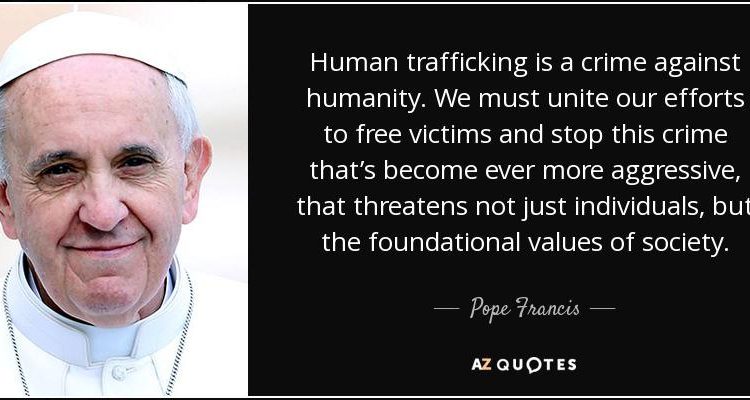 Human trafficking is a crime against
humanity. We must unite our efforts
to free victims and stop this crime
that’s become ever more aggressive,
that threatens not just individuals, but
the foundational values of society.
Pope Francis
AZ QUOTES